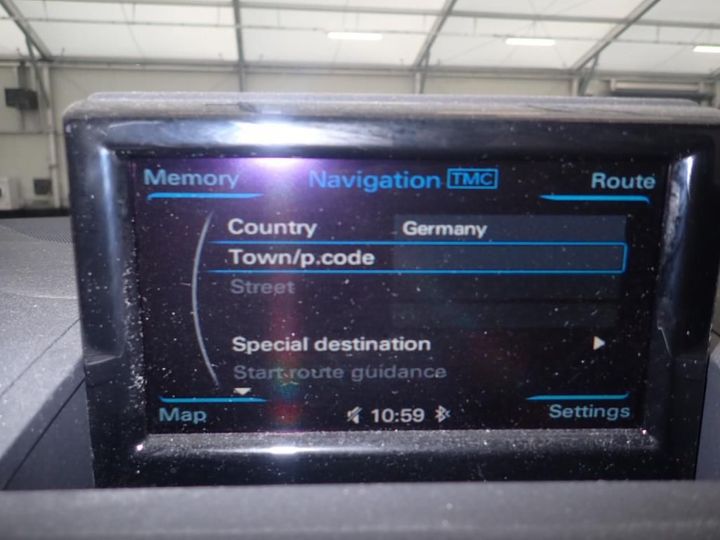 Memory Navigation TMC Route
Country Germany
Town/p.code
Street
Special destination
Start route guidance
Map 10:59 Settings